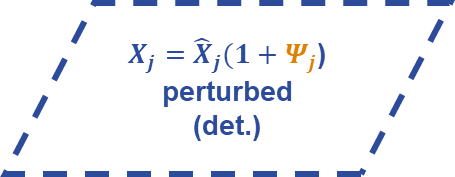 X_j = X̂_j(1 + Ψ_j)
perturbed
(det.)